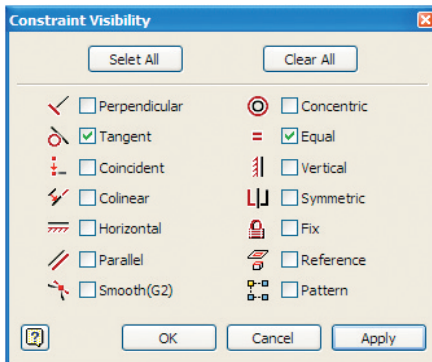 Constraint Visibility
Selet All Clear All
Perpendicular Concentric
Tangent Equal
Coincident Vertical
Colinear Symmetric
Horizontal Fix
Parallel Reference
Smooth(G2) Pattern
? OK Cancel Apply